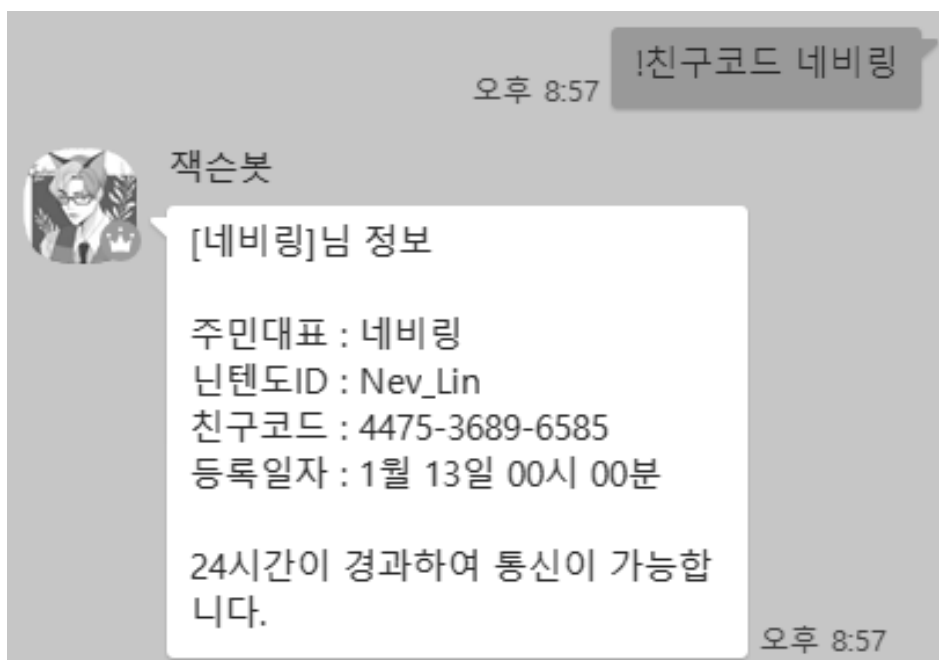 !친구코드 네비링
오후 8:57
잭슨봇
[네비링]님 정보
주민대표 : 네비링
닌텐도ID : Nev_Lin
친구코드 : 4475-3689-6585
등록일자 : 1월 13일 00시 00분
24시간이 경과하여 통신이 가능합
니다.
오후 8:57